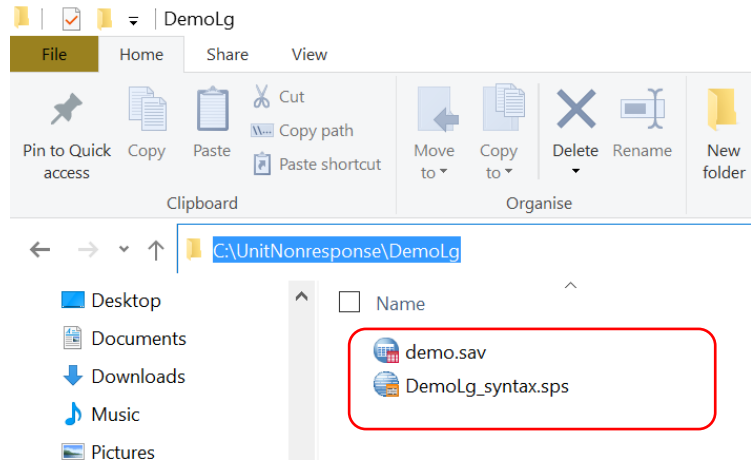 DemoLg
File Home Share View
Pin to Quick access
Copy
Paste
Cut
Copy path
Paste shortcut
Clipboard
Move to
Copy to
Delete
Rename
Organise
New folder
C:\UnitNonresponse\DemoLg
Desktop
Documents
Downloads
Music
Pictures
Name
demo.sav
DemoLg_syntax.sps